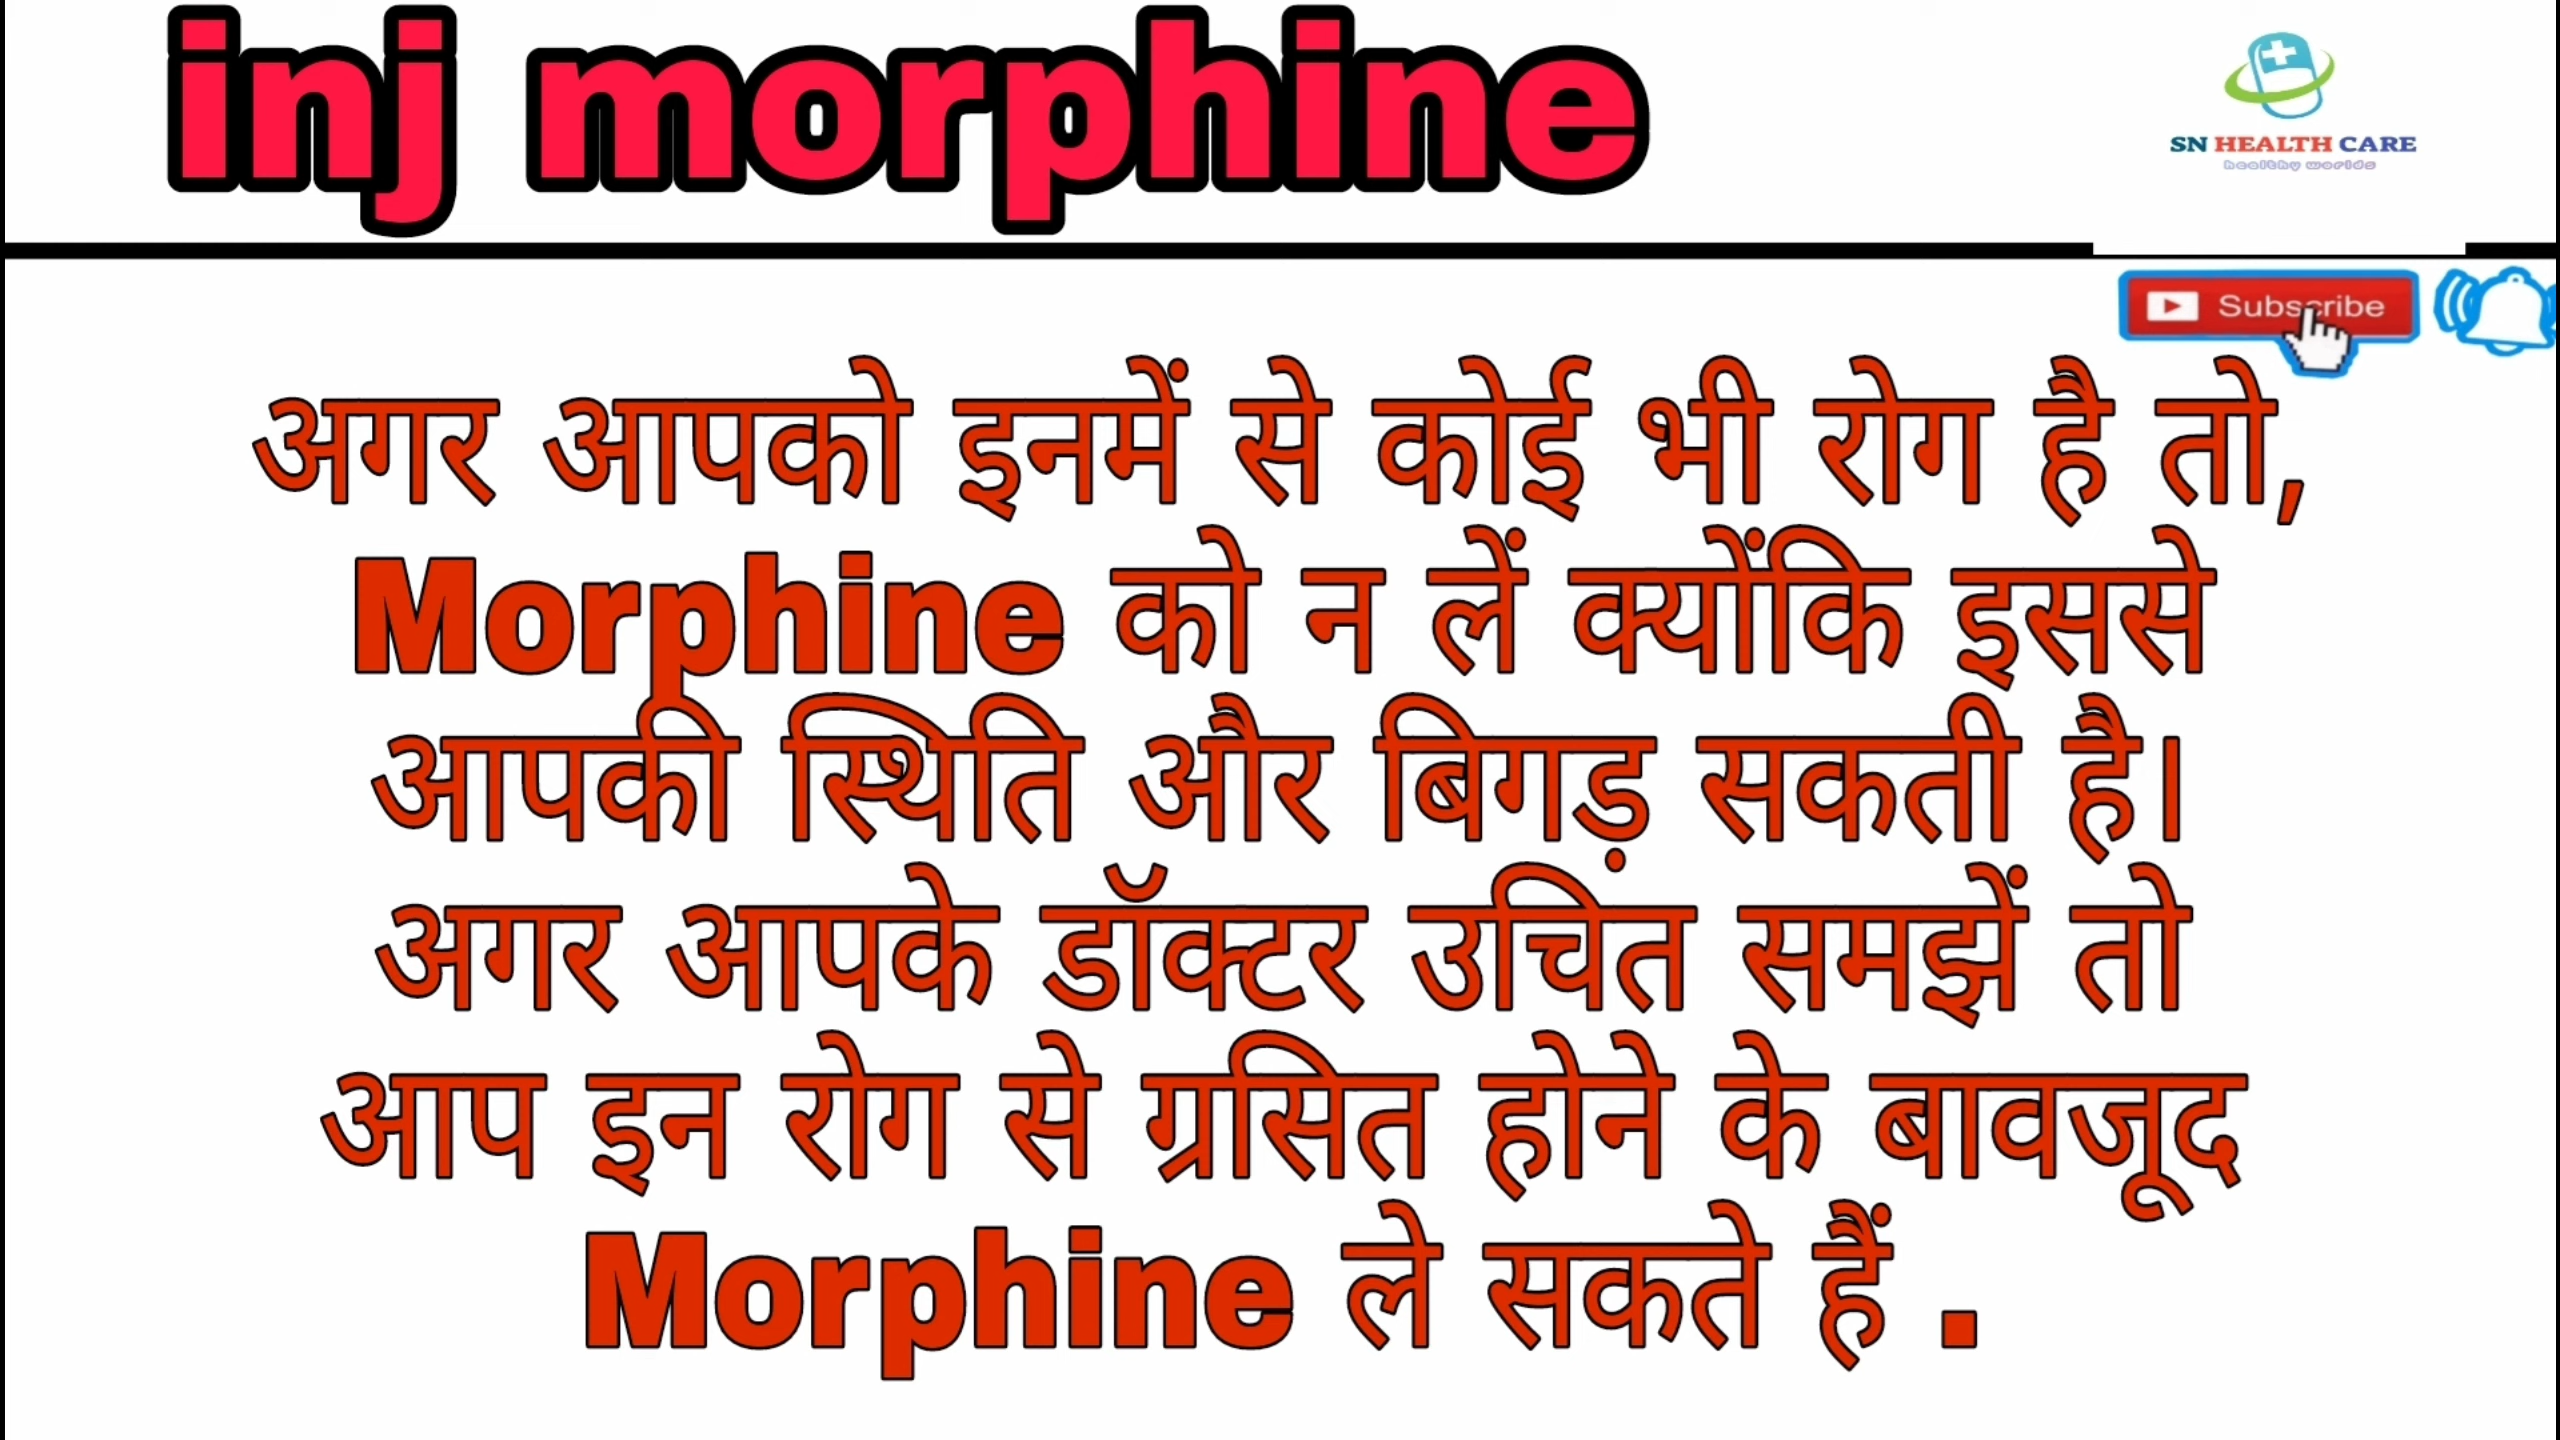 inj morphine
SN HEALTH CARE
healthy worlds
Subscribe
अगर आपको इनमें से कोई भी रोग है तो,
Morphine को न लें क्योंकि इससे
आपकी स्थिति और बिगड़ सकती है।
अगर आपके डॉक्टर उचित समझें तो
आप इन रोग से ग्रसित होने के बावजूद
Morphine ले सकते हैं .